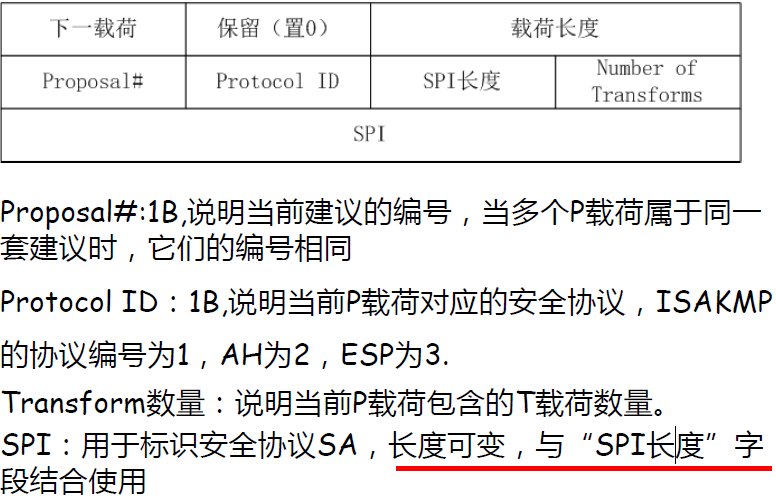 下一载荷 保留（置0） 载荷长度
Proposal# Protocol ID SPI长度 Number of Transforms
SPI
Proposal#:1B,说明当前建议的编号，当多个P载荷属于同一
套建议时，它们的编号相同
Protocol ID：1B,说明当前P载荷对应的安全协议，ISAKMP
的协议编号为1，AH为2，ESP为3.
Transform数量：说明当前P载荷包含的T载荷数量。
SPI：用于标识安全协议SA，长度可变，与“SPI长度”字
段结合使用